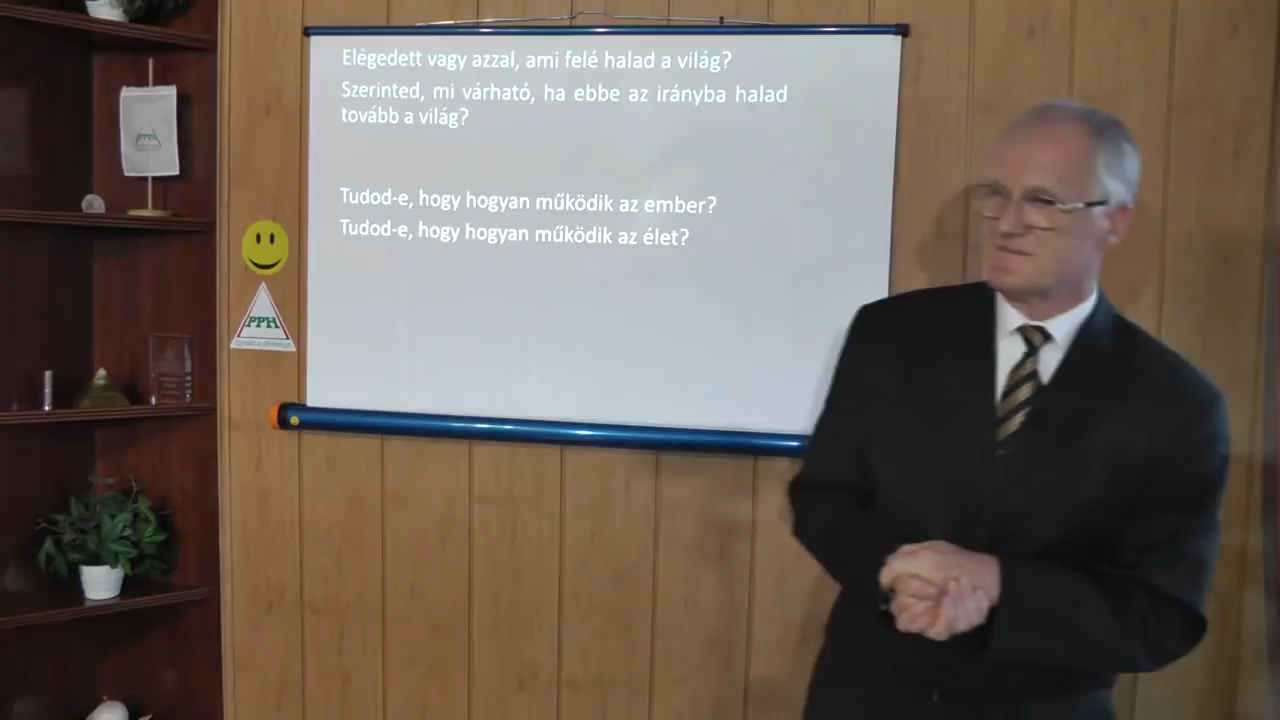 Elégedett vagy azzal, ami felé halad a világ?
Szerinted, mi várható, ha ebbe az irányba halad
tovább a világ?
Tudod-e, hogy hogyan működik az ember?
Tudod-e, hogy hogyan működik az élet?
PPH